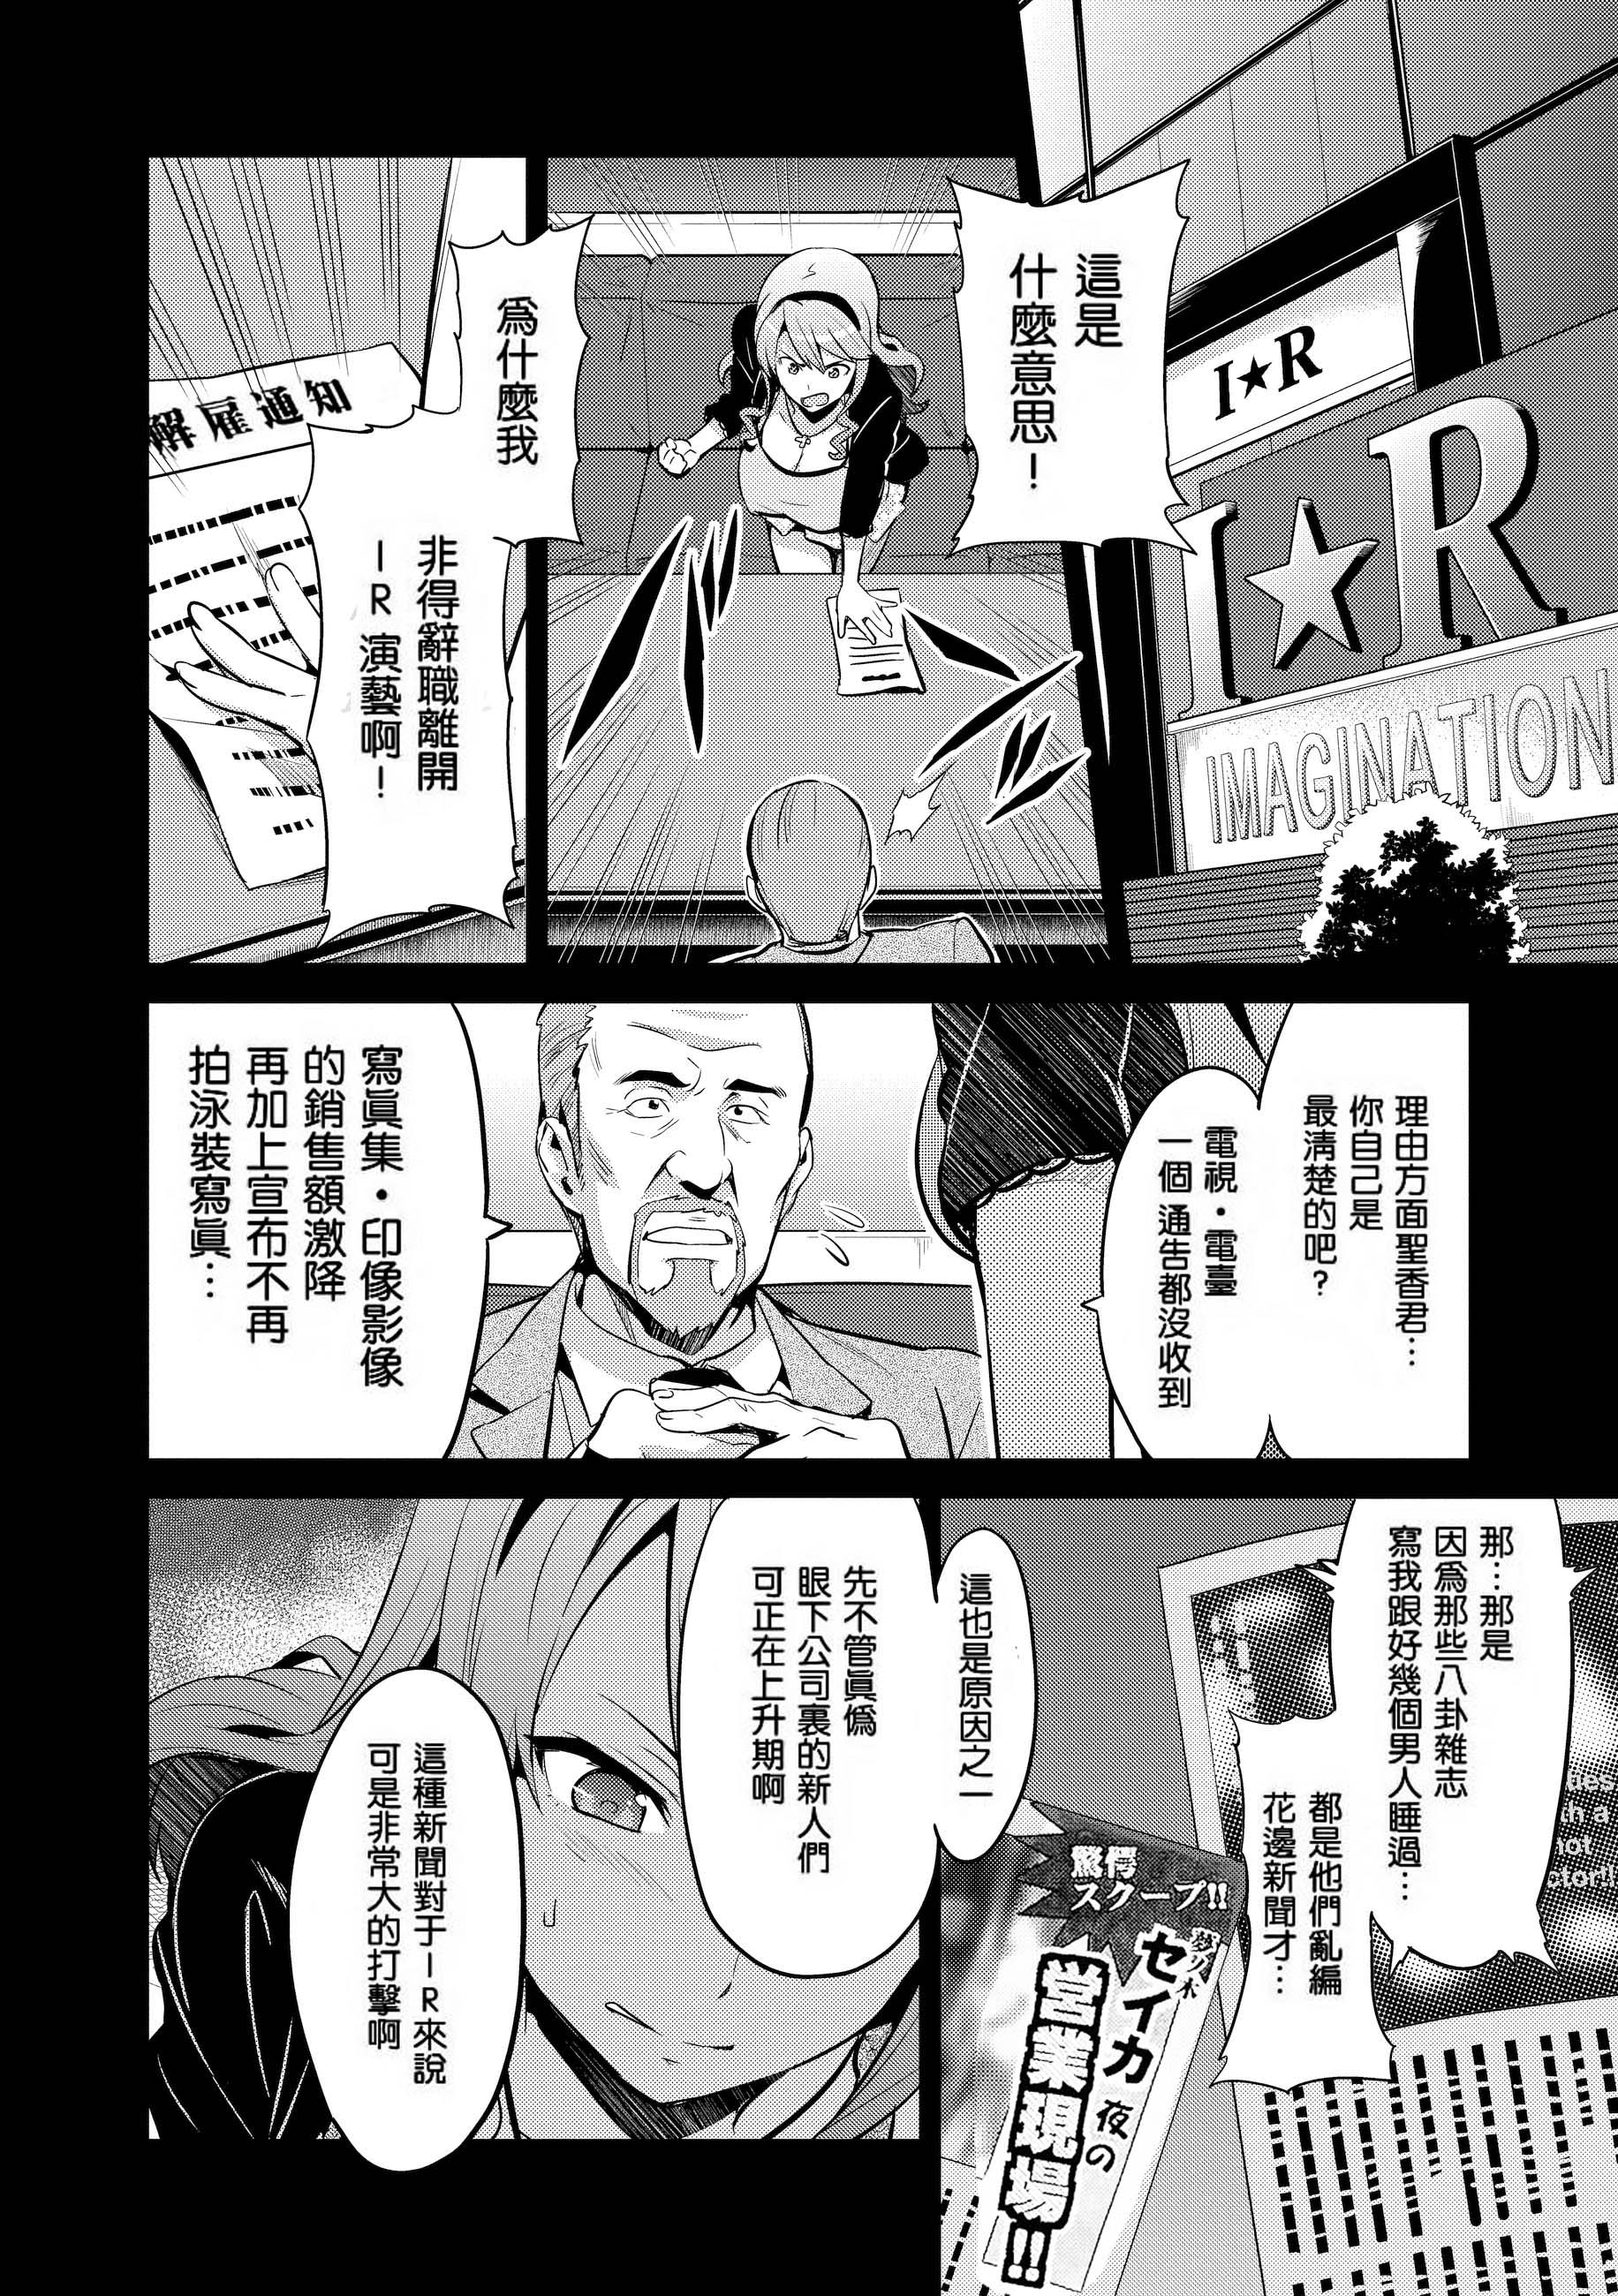 I★R
I★R
IMAGINATION
這是
什麼意思！
為什麼我
非得辭職離開
IR演藝啊！
解雇通知
理由方面聖香君…
你自己是
最清楚的吧？
電視・電臺
一個通告都沒收到
寫眞集・印像影像
的銷售額激降
再加上宣布不再
拍泳裝寫眞…
那…那是
因為那些八卦雜志
寫我跟好幾個男人睡過…
都是他們亂編
花邊新聞才…
這也是原因之一
驚愕
スクープ!!
夢ノ木
セイカ夜の
営業現場!!
先不管眞偽
眼下公司裏的新人們
可正在上升期啊
這種新聞對于IR來說
可是非常大的打擊啊